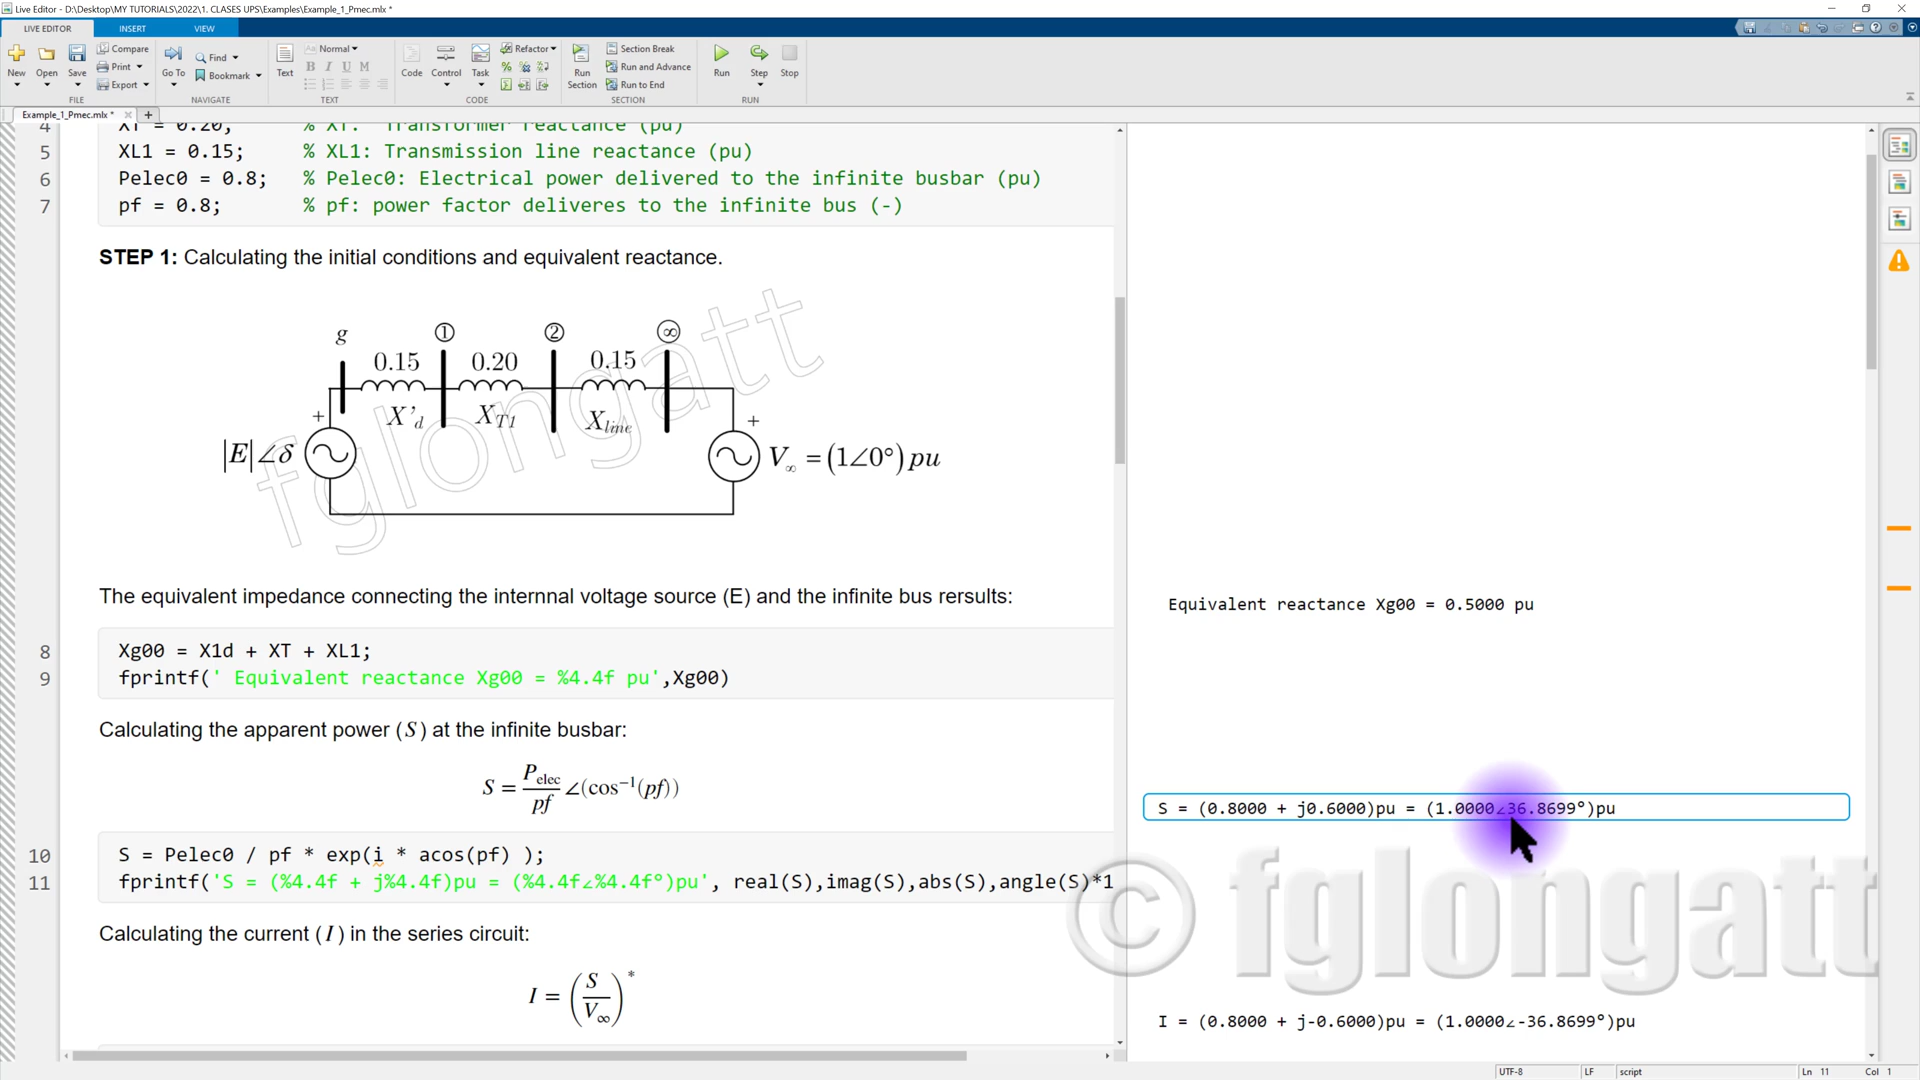 Live Editor - D:\Desktop\MY TUTORIALS\2022\1. CLASES UPS\Examples\Example_1_Pmec.mlx *
LIVE EDITOR INSERT VIEW
New Open Save Compare Print Export
Go To Find Bookmark
Text Normal B I U M
Code Control Task Refactor
Run Section Section Break Run and Advance Run to End
Run Step Stop
FILE NAVIGATE TEXT CODE SECTION RUN
Example_1_Pmec.mlx * × +
4 XT = 0.20; % XT: Transformer reactance (pu)
5 XL1 = 0.15; % XL1: Transmission line reactance (pu)
6 Pelec0 = 0.8; % Pelec0: Electrical power delivered to the infinite busbar (pu)
7 pf = 0.8; % pf: power factor deliveres to the infinite bus (-)
STEP 1: Calculating the initial conditions and equivalent reactance.
g ① ② ∞
0.15 0.20 0.15
X'd XT1 Xline
+ +
|E|∠δ V∞ = (1∠0°) pu
fglongatt
The equivalent impedance connecting the internnal voltage source (E) and the infinite bus rersults:
8 Xg00 = X1d + XT + XL1;
9 fprintf(' Equivalent reactance Xg00 = %4.4f pu',Xg00)
Calculating the apparent power (S) at the infinite busbar:
S = Pelec/pf ∠(cos⁻¹(pf))
10 S = Pelec0 / pf * exp(i * acos(pf) );
11 fprintf('S = (%4.4f + j%4.4f)pu = (%4.4f∠%4.4f°)pu', real(S),imag(S),abs(S),angle(S)*1
Calculating the current (I) in the series circuit:
I = (S/V∞)*
Equivalent reactance Xg00 = 0.5000 pu
S = (0.8000 + j0.6000)pu = (1.0000∠36.8699°)pu
© fglongatt
I = (0.8000 + j-0.6000)pu = (1.0000∠-36.8699°)pu
UTF-8 LF script Ln 11 Col 1